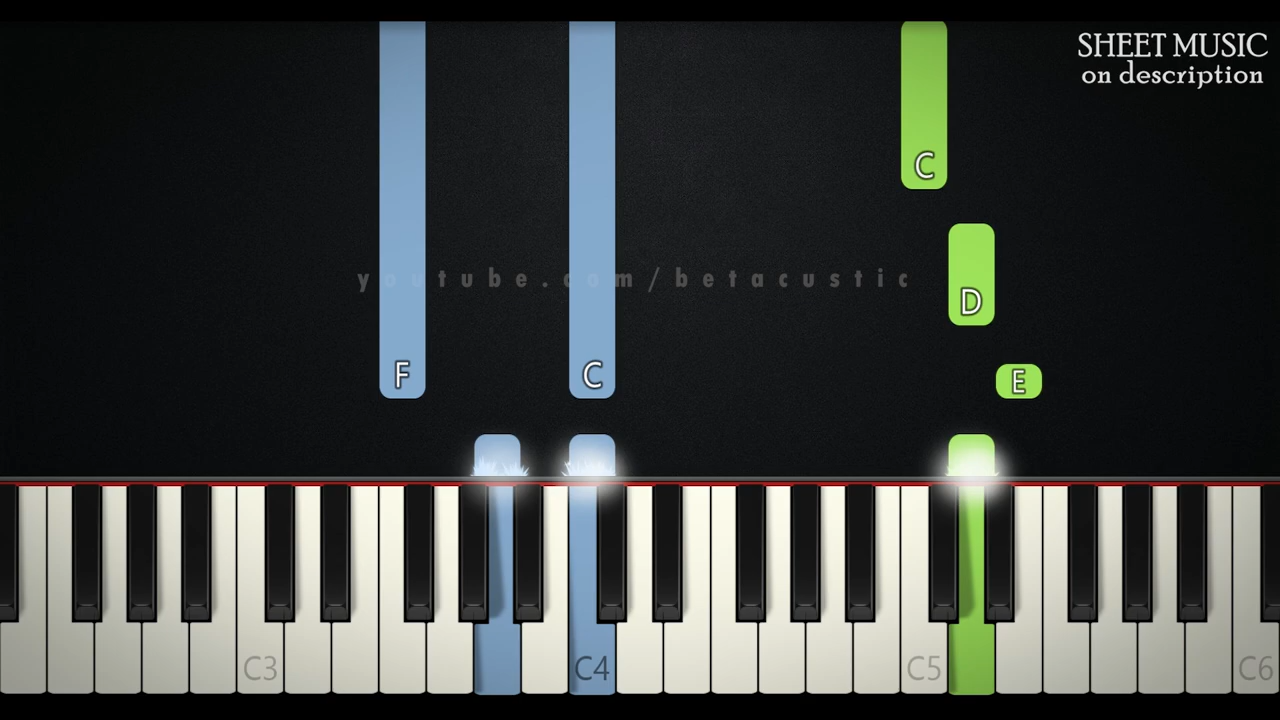 SHEET MUSIC
on description
C
youtube.com/betacustic
D
F C E
C3 C4 C5 C6